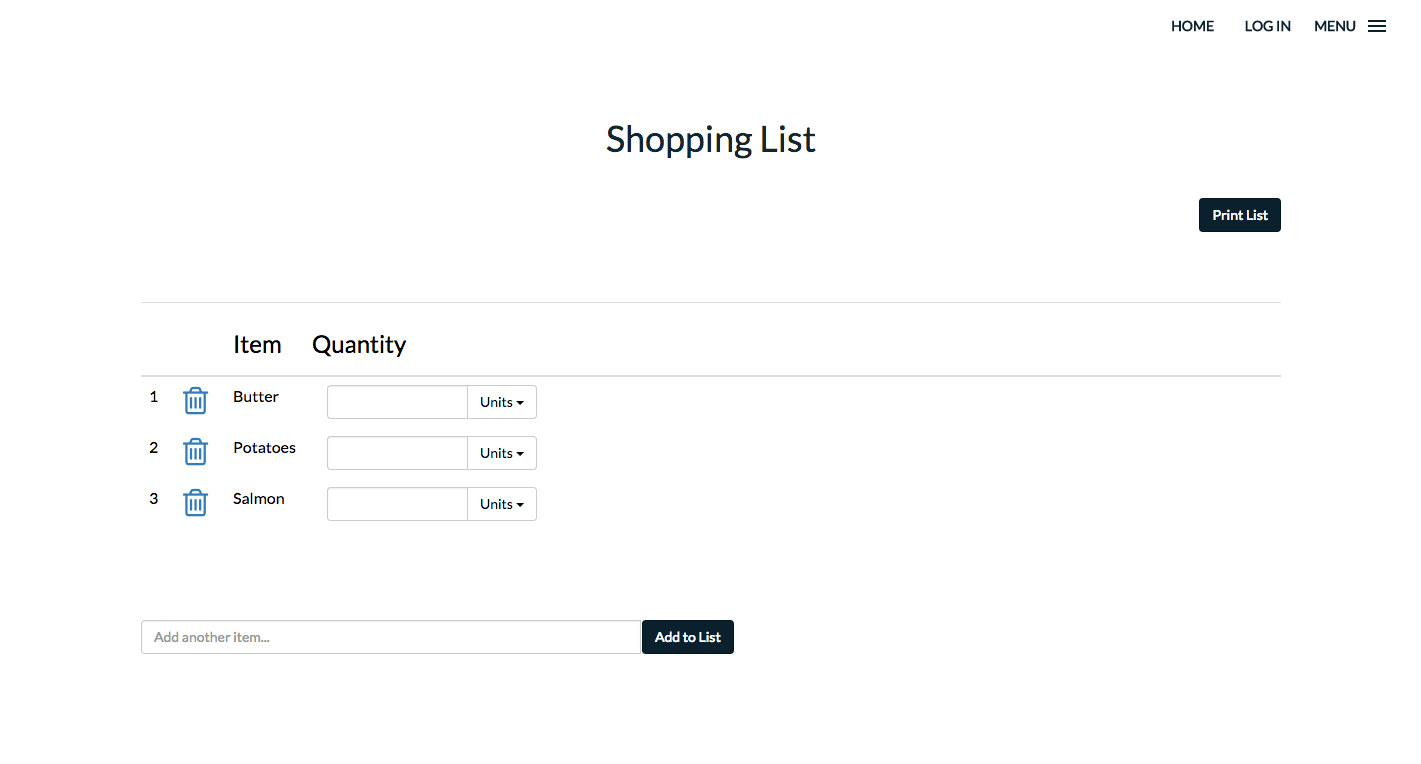 HOME LOG IN MENU
Shopping List
Print List
Item Quantity
1 Butter Units
2 Potatoes Units
3 Salmon Units
Add another item... Add to List